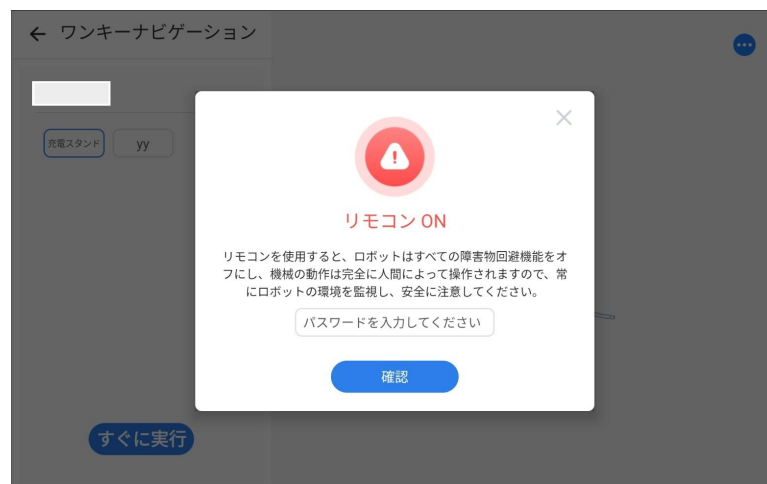 ワンキーナビゲーション
充電スタンド
yy
リモコン ON
リモコンを使用すると、ロボットはすべての障害物回避機能をオ
フにし、機械の動作は完全に人間によって操作されますので、常
にロボットの環境を監視し、安全に注意してください。
パスワードを入力してください
確認
すぐに実行